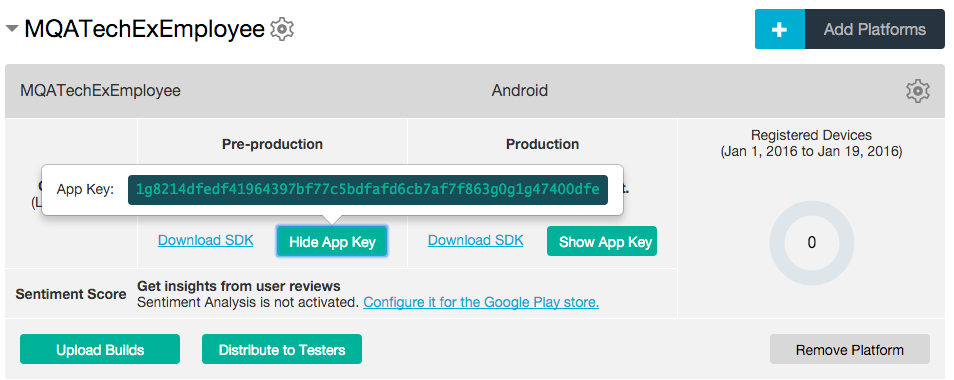 MQATechExEmployee
Add Platforms
MQATechExEmployee
Android
Pre-production
Production
Registered Devices
(Jan 1, 2016 to Jan 19, 2016)
App Key: 1g8214dfedf41964397bf77c5bdfafd6cb7af7f863g0g1g47400dfe
Download SDK
Hide App Key
Download SDK
Show App Key
0
Sentiment Score
Get insights from user reviews
Sentiment Analysis is not activated. Configure it for the Google Play store.
Upload Builds
Distribute to Testers
Remove Platform